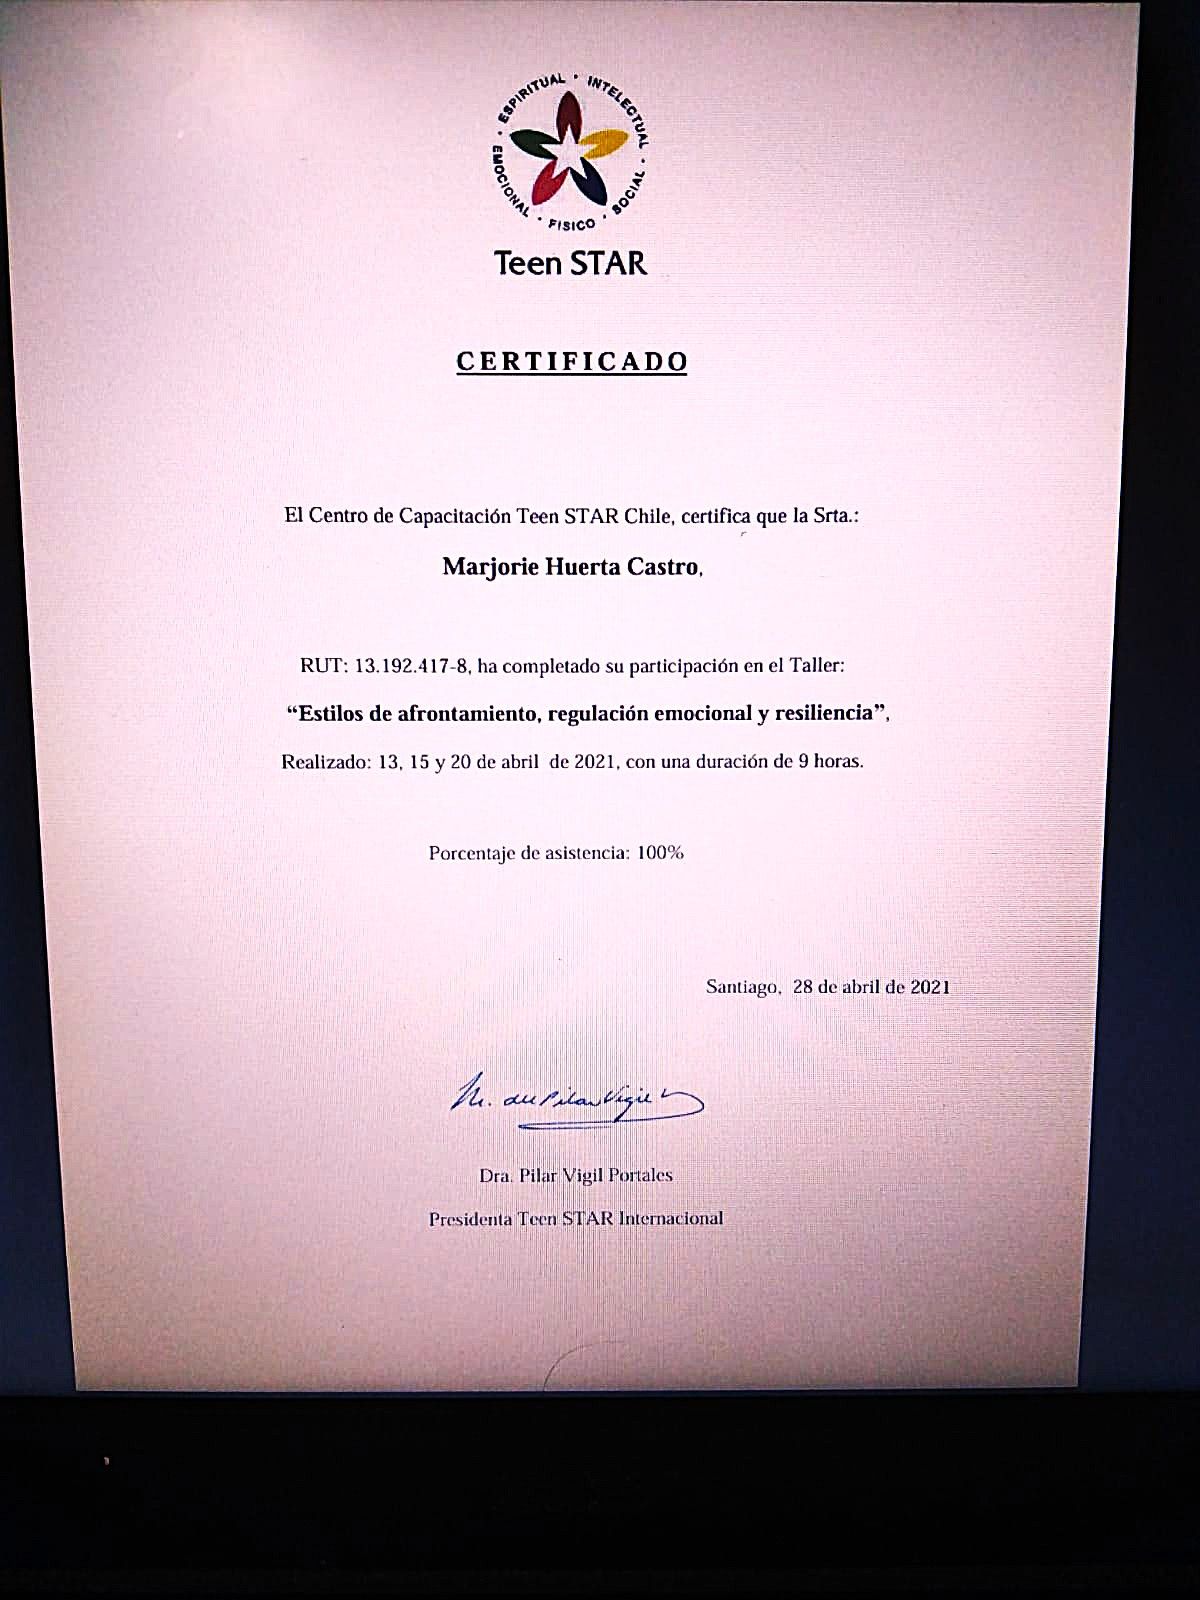 ESPIRITUAL · INTELECTUAL · SOCIAL · FISICO · EMOCIONAL ·
Teen STAR
CERTIFICADO
El Centro de Capacitación Teen STAR Chile, certifica que la Srta.:
Marjorie Huerta Castro,
RUT: 13.192.417-8, ha completado su participación en el Taller:
“Estilos de afrontamiento, regulación emocional y resiliencia”,
Realizado: 13, 15 y 20 de abril de 2021, con una duración de 9 horas.
Porcentaje de asistencia: 100%
Santiago, 28 de abril de 2021
M. del Pilar Vigil
Dra. Pilar Vigil Portales
Presidenta Teen STAR Internacional